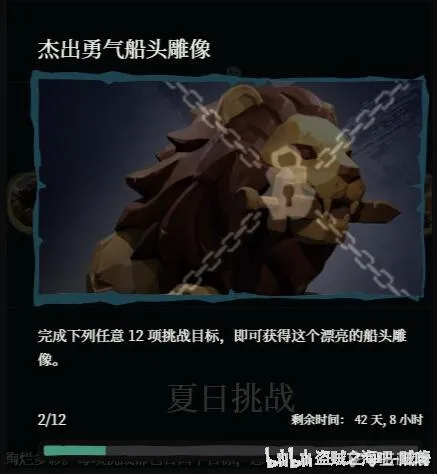 杰出勇气船头雕像
完成下列任意 12 项挑战目标，即可获得这个漂亮的船头雕
像。
夏日挑战
2/12
剩余时间： 42 天, 8 小时
bilibili 盗贼之海吧-贼攰